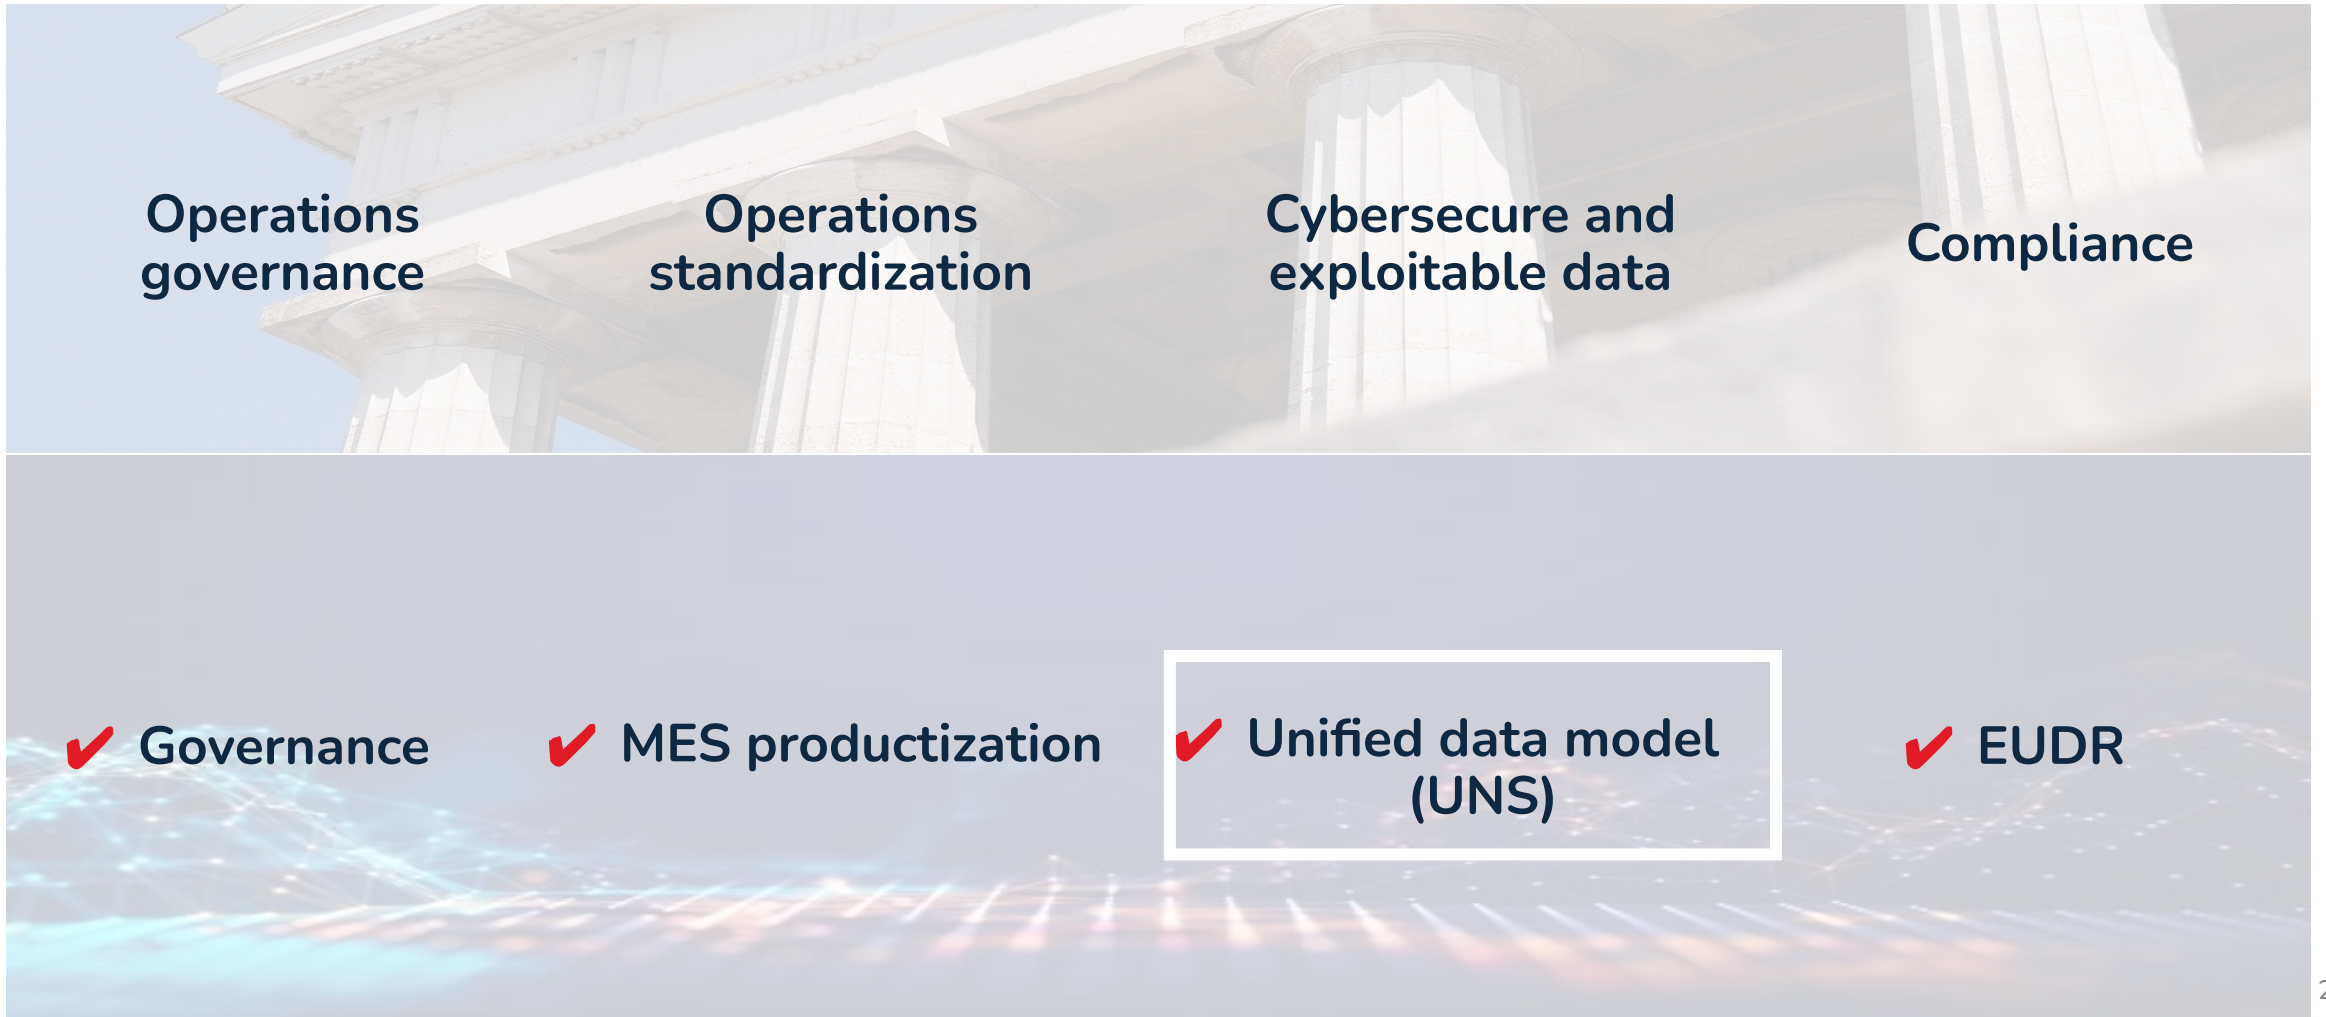 Operations
governance
Operations
standardization
Cybersecure and
exploitable data
Compliance
✔ Governance
✔ MES productization
✔ Unified data model
(UNS)
✔ EUDR